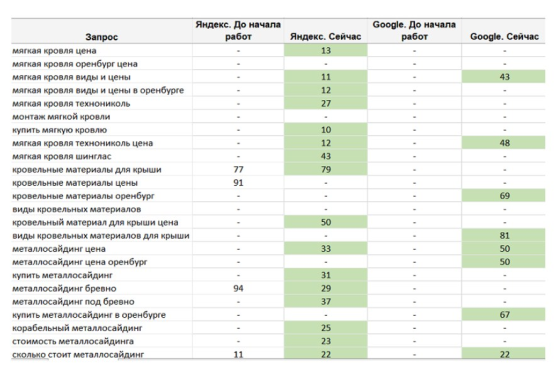 Запрос Яндекс. До начала работ Яндекс. Сейчас Google. До начала работ Google. Сейчас
мягкая кровля цена - 13 - -
мягкая кровля оренбург цена - - - -
мягкая кровля виды и цены - 11 - 43
мягкая кровля виды и цены в оренбурге - 12 - -
мягкая кровля технониколь - 27 - -
монтаж мягкой кровли - - - -
купить мягкую кровлю - 10 - -
мягкая кровля технониколь цена - 12 - 48
мягкая кровля шинглас - 43 - -
кровельные материалы для крыши 77 79 - -
кровельные материалы цены 91 - - -
кровельные материалы оренбург - - - 69
виды кровельных материалов - - - -
кровельный материал для крыши цена - 50 - -
виды кровельных материалов для крыши - - - 81
металлосайдинг цена - 33 - 50
металлосайдинг цена оренбург - - - 50
купить металлосайдинг - 31 - -
металлосайдинг бревно 94 29 - -
металлосайдинг под бревно - 37 - -
купить металлосайдинг в оренбурге - - - 67
корабельный металлосайдинг - 25 - -
стоимость металлосайдинга - 23 - -
сколько стоит металлосайдинг 11 22 - 22